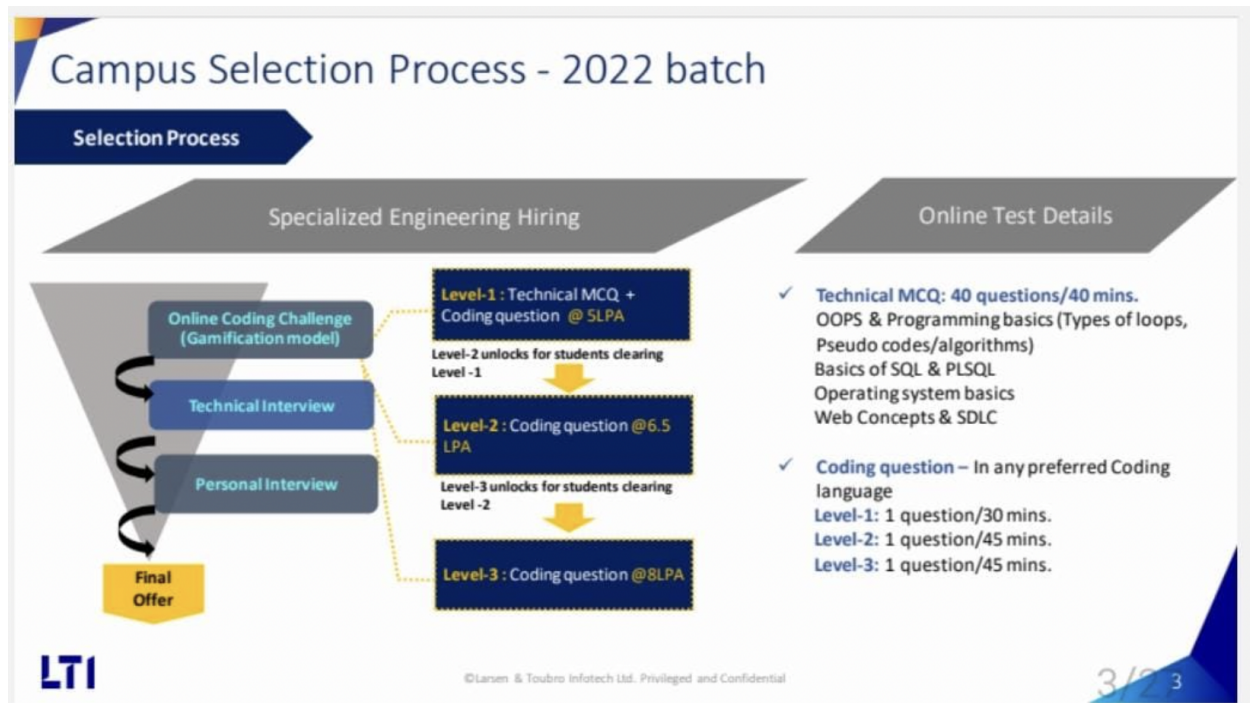 Campus Selection Process - 2022 batch
Selection Process
Specialized Engineering Hiring
Online Coding Challenge
(Gamification model)
Technical Interview
Personal Interview
Final
Offer
Level-1 : Technical MCQ +
Coding question @ 5LPA
Level-2 unlocks for students clearing
Level -1
Level-2 : Coding question @6.5
LPA
Level-3 unlocks for students clearing
Level -2
Level-3 : Coding question @8LPA
Online Test Details
✓ Technical MCQ: 40 questions/40 mins.
OOPS & Programming basics (Types of loops,
Pseudo codes/algorithms)
Basics of SQL & PLSQL
Operating system basics
Web Concepts & SDLC
✓ Coding question – In any preferred Coding
language
Level-1: 1 question/30 mins.
Level-2: 1 question/45 mins.
Level-3: 1 question/45 mins.
LTI
©Larsen & Toubro Infotech Ltd. Privileged and Confidential
3